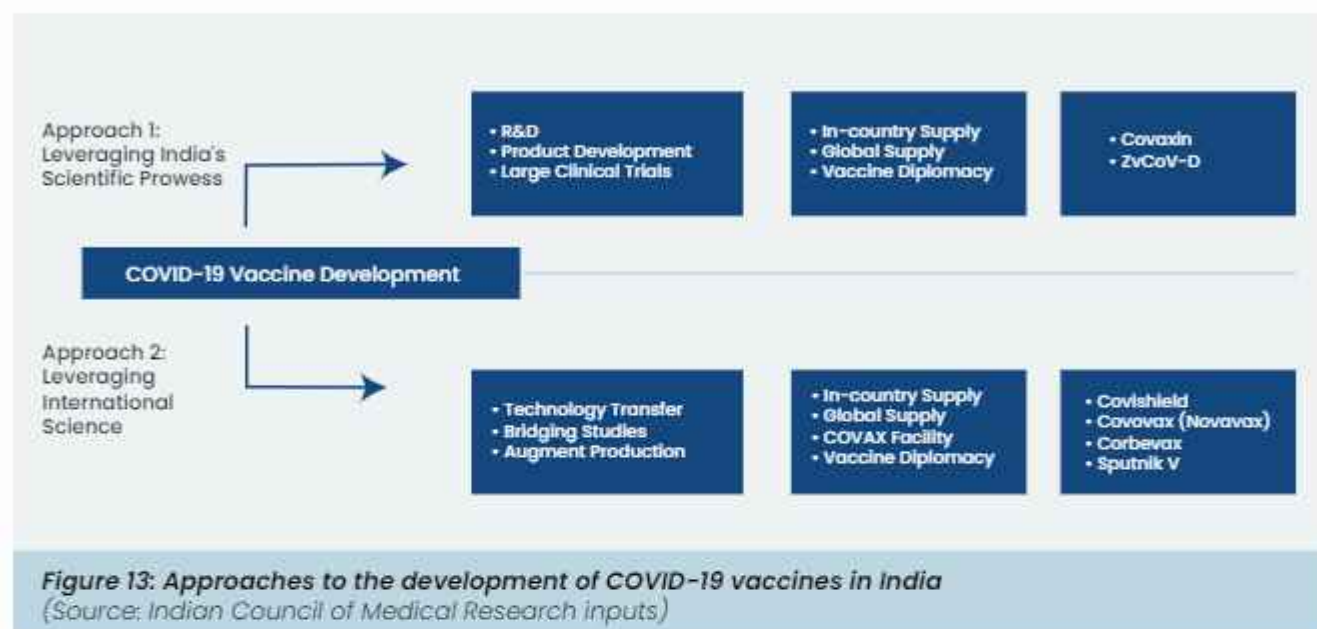 Approach 1:
Leveraging India's
Scientific Prowess
• R&D
• Product Development
• Large Clinical Trials
• In-country Supply
• Global Supply
• Vaccine Diplomacy
• Covaxin
• ZvCoV-D
COVID-19 Vaccine Development
Approach 2:
Leveraging
International
Science
• Technology Transfer
• Bridging Studies
• Augment Production
• In-country Supply
• Global Supply
• COVAX Facility
• Vaccine Diplomacy
• Covishield
• Covovax (Novavax)
• Corbevax
• Sputnik V
Figure 13: Approaches to the development of COVID-19 vaccines in India
(Source: Indian Council of Medical Research inputs)